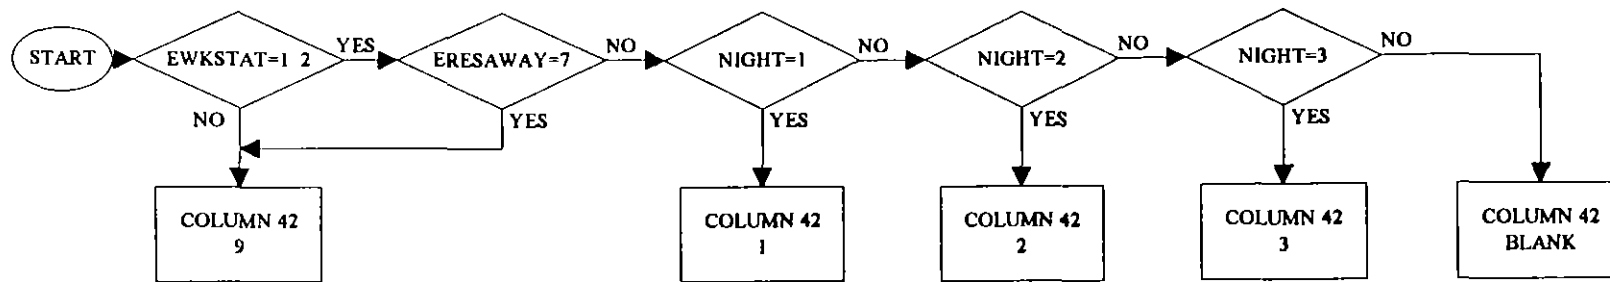 START
EWKSTAT=1 2
YES
NO
ERESAWAY=7
NO
YES
NIGHT=1
NO
YES
NIGHT=2
NO
YES
NIGHT=3
NO
YES
COLUMN 42
9
COLUMN 42
1
COLUMN 42
2
COLUMN 42
3
COLUMN 42
BLANK